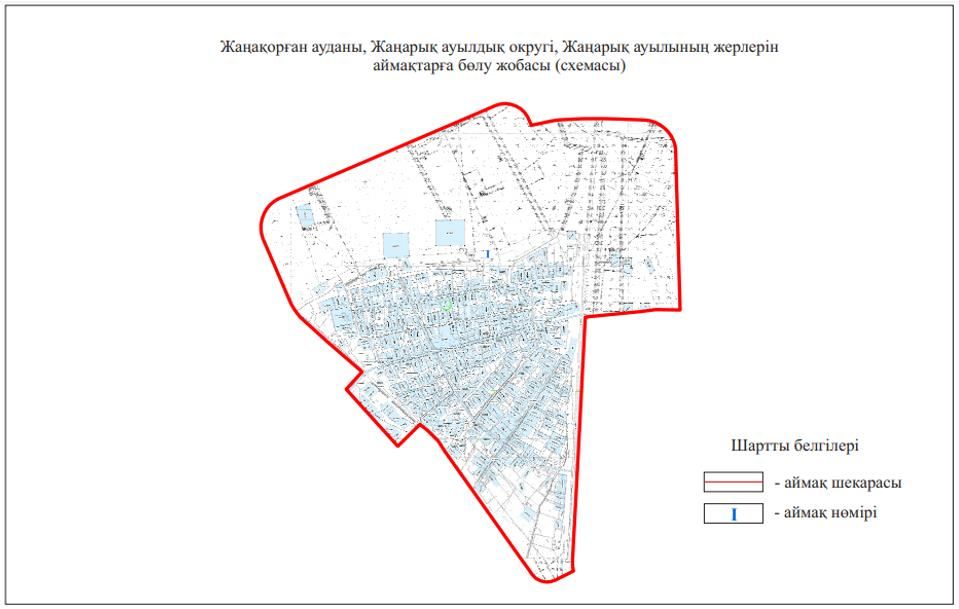 Жаңақорған ауданы, Жаңарық ауылдық округі, Жаңарық ауылының жерлерін
аймақтарға бөлу жобасы (схемасы)
I
Шартты белгілері
- аймақ шекарасы
I - аймақ нөмірі